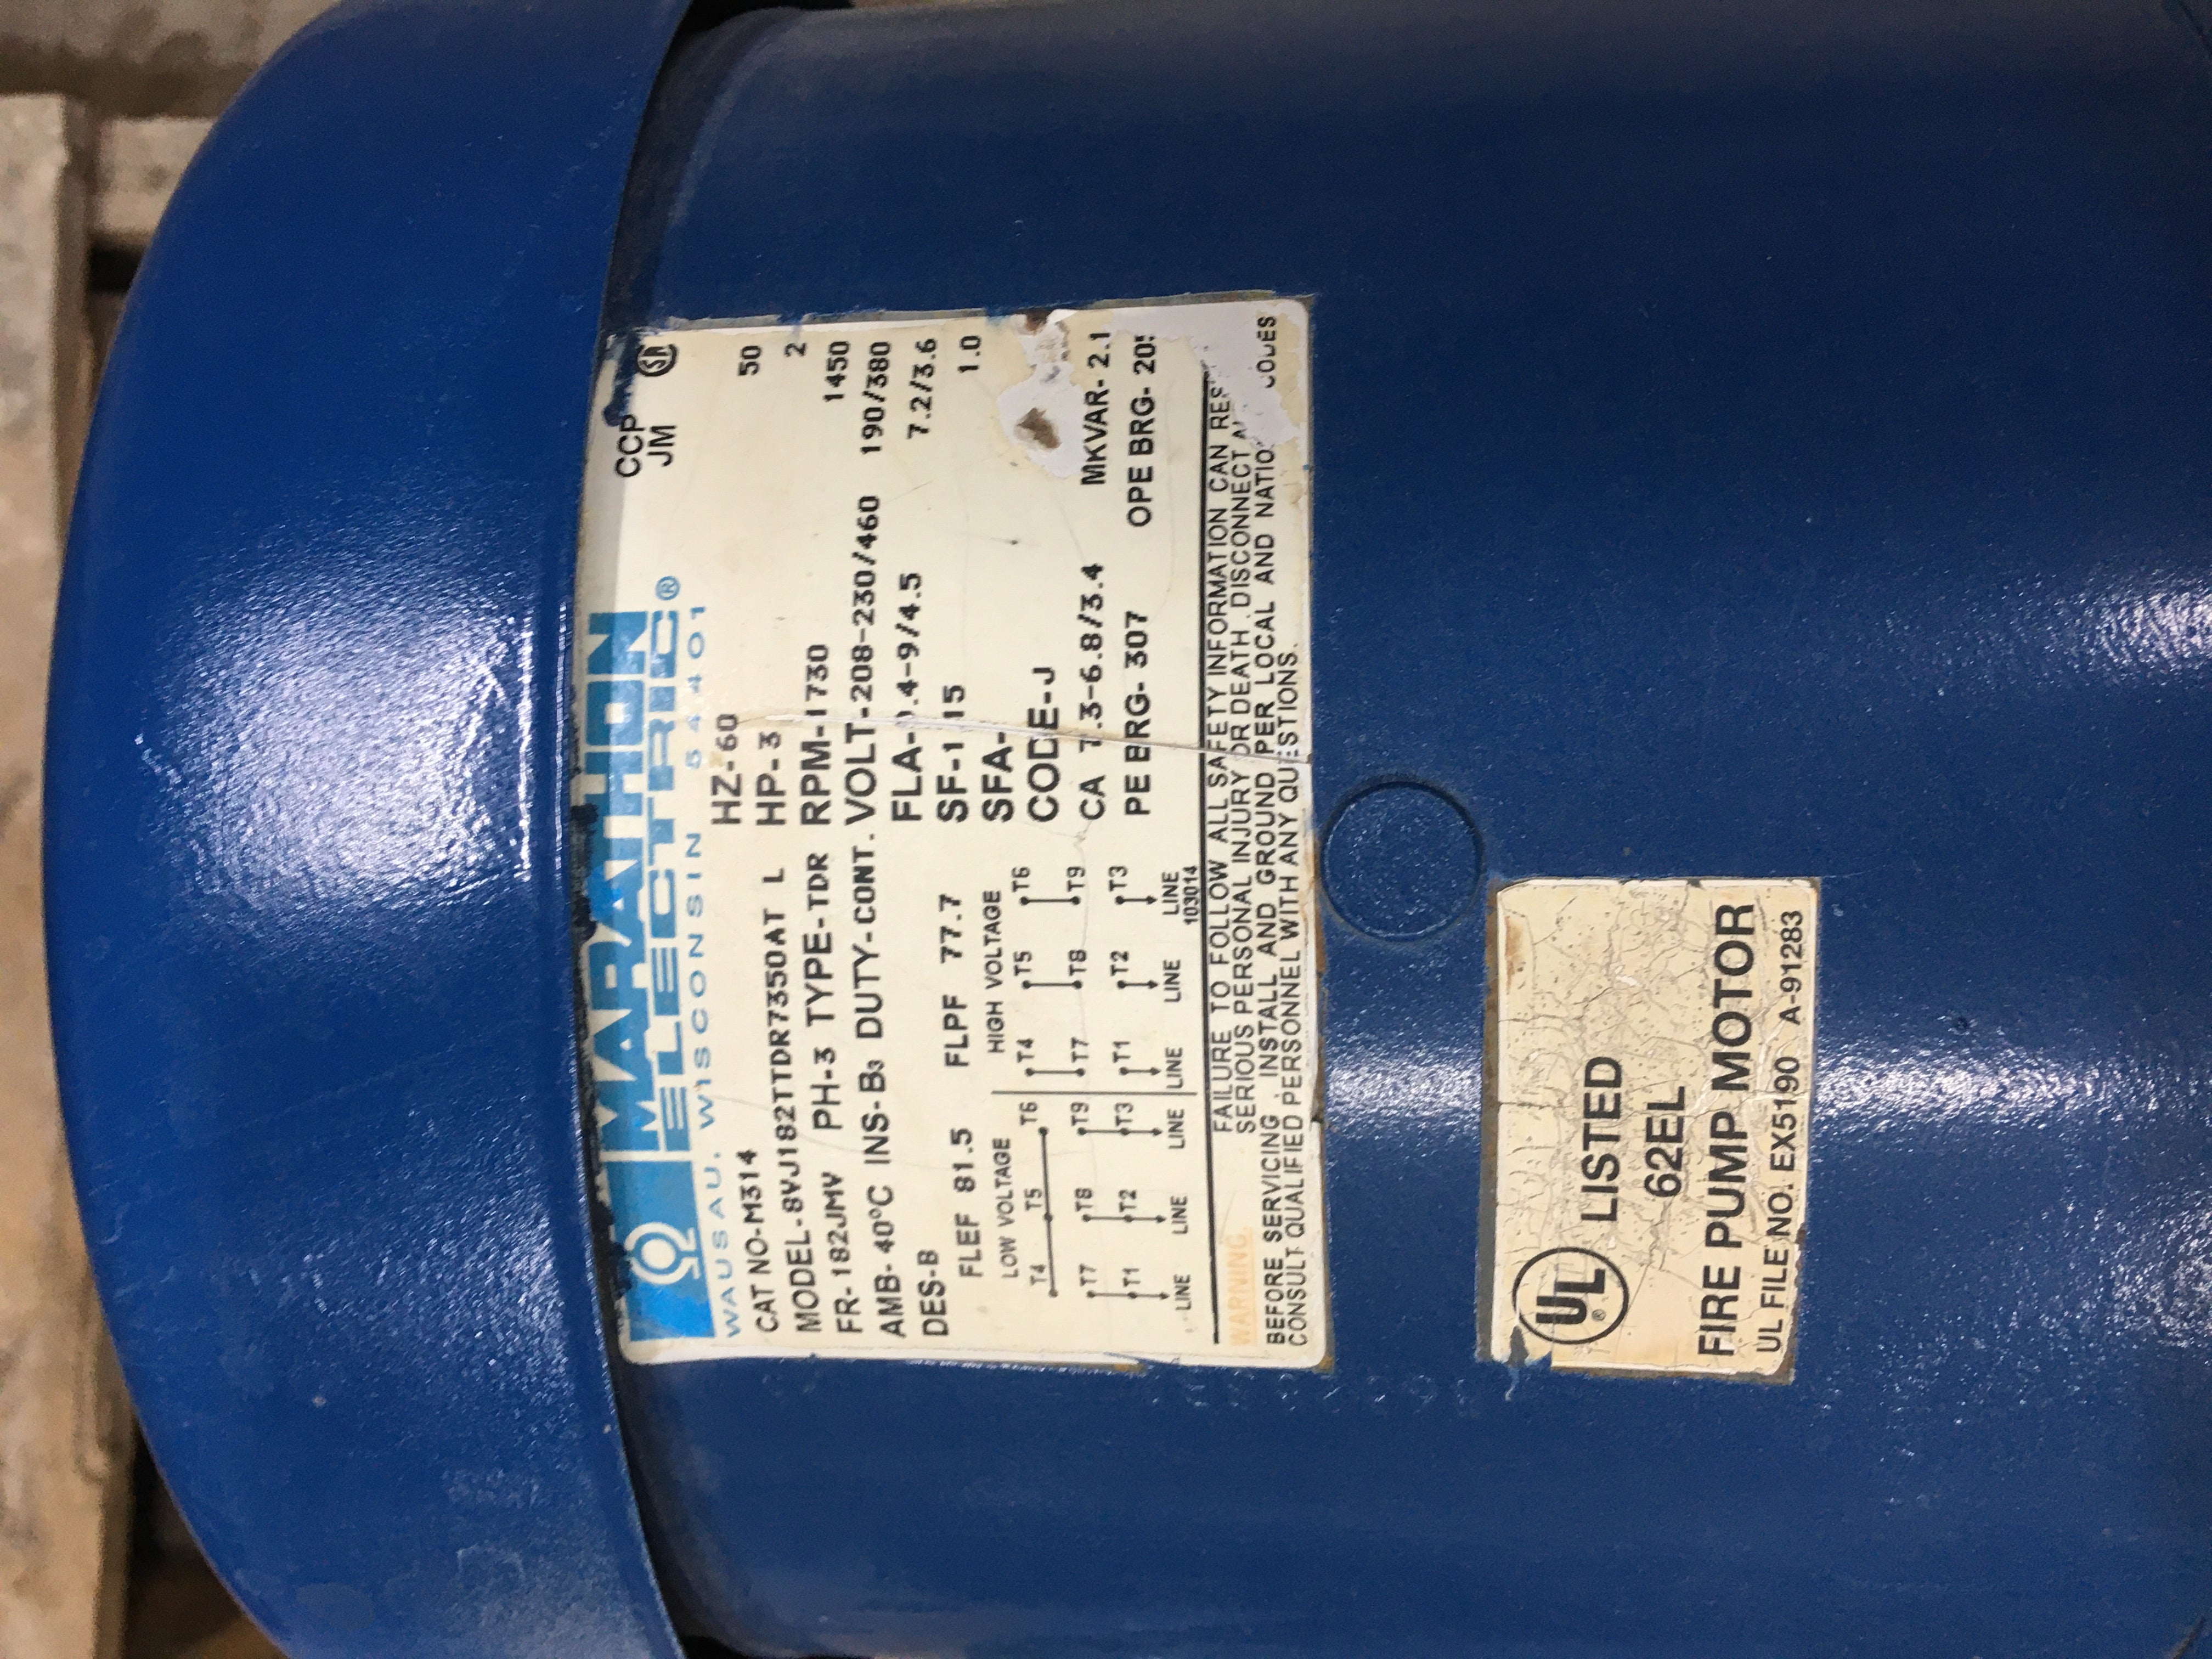 CCP
JM
MARATHON
ELECTRIC®
WAUSAU, WISCONSIN 54401
HZ-60 50
CAT NO-M314 HP-3 2
MODEL-8VJ182TTDR7350AT L RPM-1730 1450
FR-182JMV PH-3 TYPE-TDR VOLT-208-230/460 190/380
AMB-40°C INS-B3 DUTY-CONT. FLA- .4-9/4.5 7.2/3.6
DES-B SF-1 15 1.0
FLEF 81.5 FLPF 77.7 SFA-
CODE-J
LOW VOLTAGE HIGH VOLTAGE
T4 T5 T6 T4 T5 T6
CA 7.3-6.8/3.4 MKVAR-2.1
T7 T8 T9 T7 T8 T9
PE BRG-307 OPE BRG-
T1 T2 T3 T1 T2 T3
LINE LINE LINE LINE LINE LINE
103014
WARNING
FAILURE TO FOLLOW ALL SAFETY INFORMATION CAN
SERIOUS PERSONAL INJURY OR DEATH. DISCONNECT
BEFORE SERVICING. INSTALL AND GROUND PER LOCAL AND CODES
CONSULT QUALIFIED PERSONNEL WITH ANY QUESTIONS.
UL® LISTED
62EL
FIRE PUMP MOTOR
UL FILE NO. EX5190 A-91283